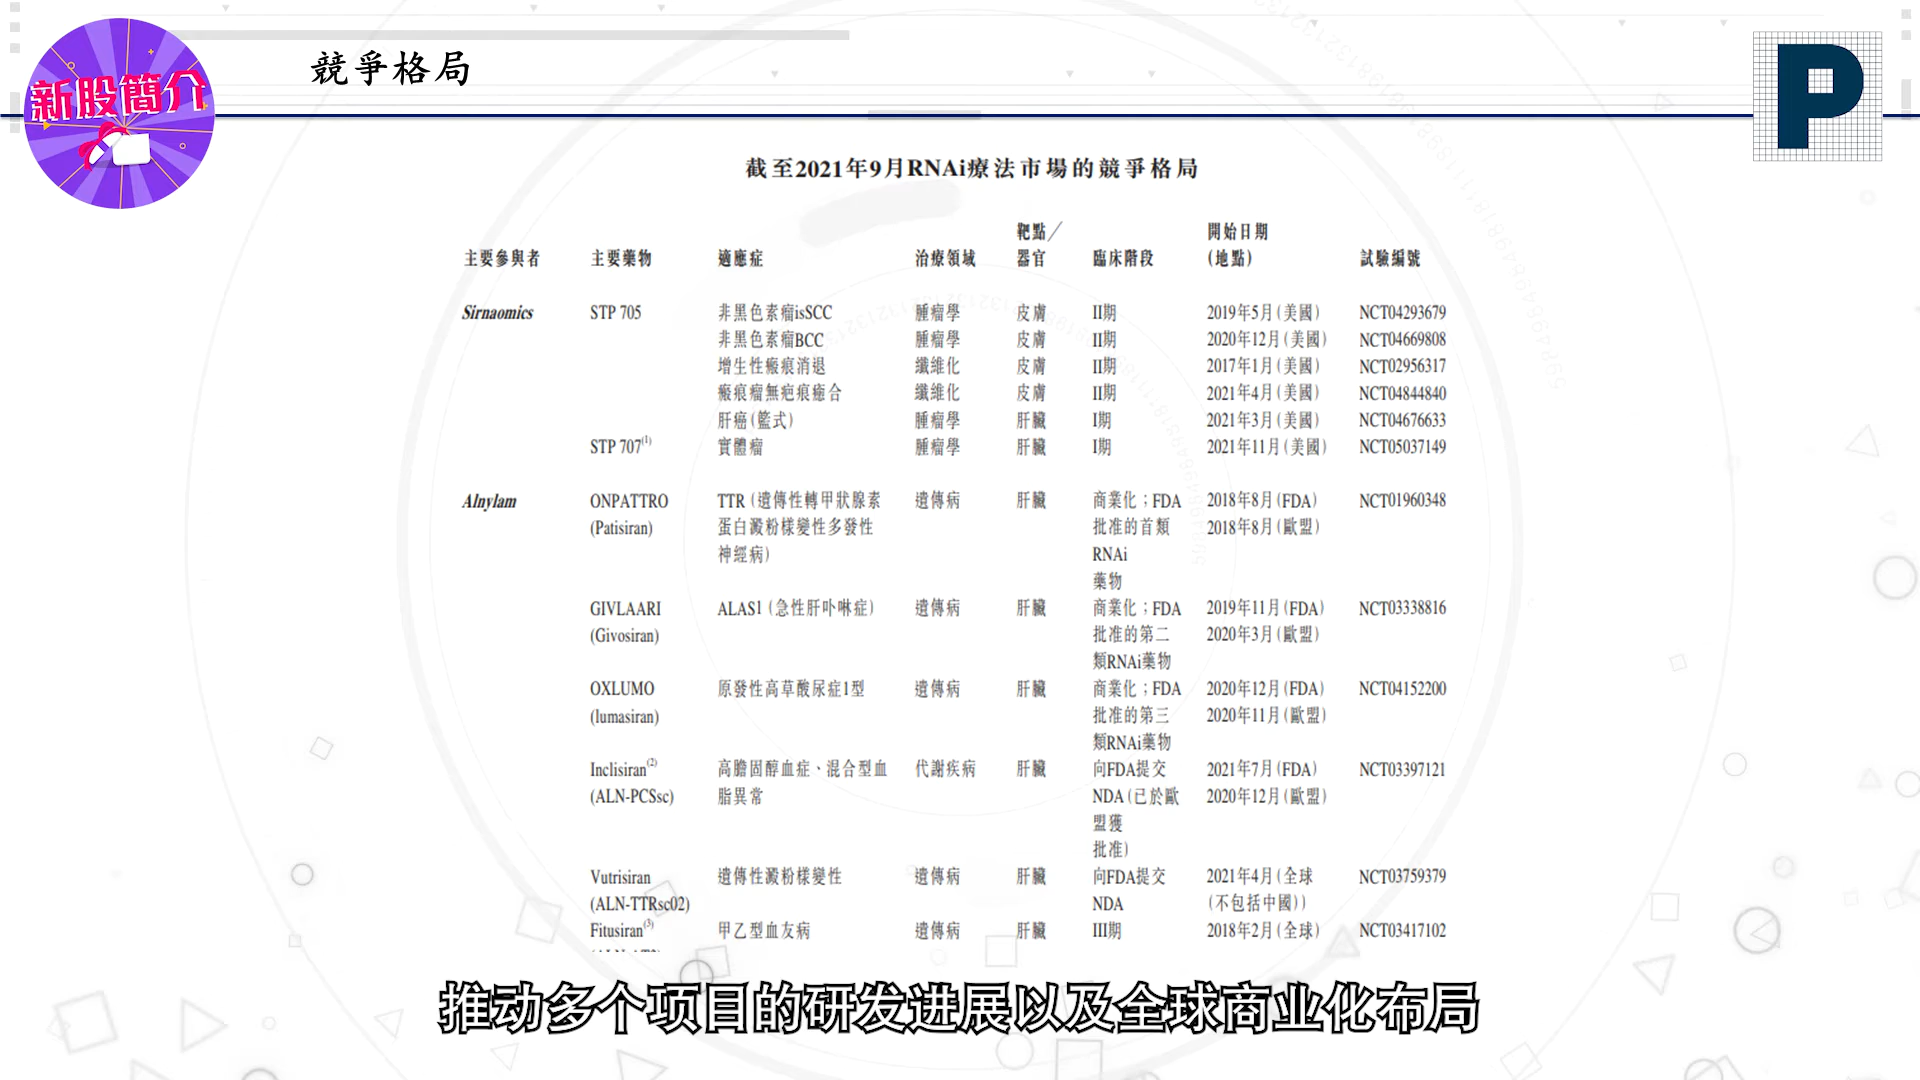 競爭格局
新股簡介
P
截至2021年9月RNAi療法市場的競爭格局
主要參與者 主要藥物 適應症 治療領域 靶點／器官 臨床階段 開始日期(地點) 試驗編號
Sirnaomics STP 705 非黑色素瘤isSCC 腫瘤學 皮膚 II期 2019年5月(美國) NCT04293679
非黑色素瘤BCC 腫瘤學 皮膚 II期 2020年12月(美國) NCT04669808
增生性瘢痕消退 纖維化 皮膚 II期 2017年1月(美國) NCT02956317
瘢痕瘤無疤痕癒合 纖維化 皮膚 II期 2021年4月(美國) NCT04844840
肝癌(籃式) 腫瘤學 肝臟 I期 2021年3月(美國) NCT04676633
STP 707(1) 實體瘤 腫瘤學 肝臟 I期 2021年11月(美國) NCT05037149
Alnylam ONPATTRO TTR（遺傳性轉甲狀腺素 遺傳病 肝臟 商業化；FDA 2018年8月(FDA) NCT01960348
(Patisiran) 蛋白澱粉樣變性多發性 批准的首類 2018年8月(歐盟)
神經病) RNAi
藥物
GIVLAARI ALAS1（急性肝卟啉症） 遺傳病 肝臟 商業化；FDA 2019年11月(FDA) NCT03338816
(Givosiran) 批准的第二 2020年3月(歐盟)
類RNAi藥物
OXLUMO 原發性高草酸尿症1型 遺傳病 肝臟 商業化；FDA 2020年12月(FDA) NCT04152200
(lumasiran) 批准的第三 2020年11月(歐盟)
類RNAi藥物
Inclisiran(2) 高膽固醇血症、混合型血 代謝疾病 肝臟 向FDA提交 2021年7月(FDA) NCT03397121
(ALN-PCSsc) 脂異常 NDA（已於歐 2020年12月(歐盟)
盟獲
批准）
Vutrisiran 遺傳性澱粉樣變性 遺傳病 肝臟 向FDA提交 2021年4月(全球 NCT03759379
(ALN-TTRsc02) NDA (不包括中國))
Fitusiran(3) 甲乙型血友病 遺傳病 肝臟 III期 2018年2月(全球) NCT03417102
推动多个项目的研发进展以及全球商业化布局